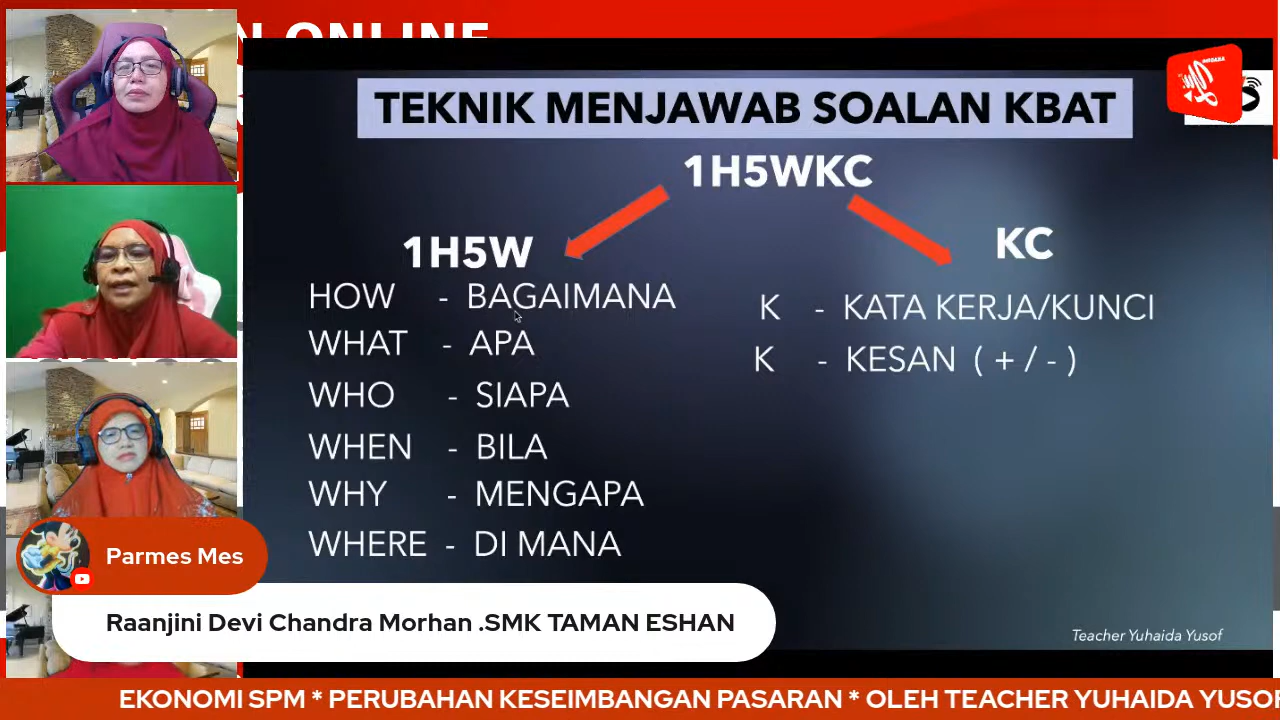 ONLINE
TEKNIK MENJAWAB SOALAN KBAT
1H5WKC
1H5W
HOW - BAGAIMANA
WHAT - APA
WHO - SIAPA
WHEN - BILA
WHY - MENGAPA
WHERE - DI MANA
KC
K - KATA KERJA/KUNCI
K - KESAN ( + / - )
Teacher Yuhaida Yusof
Parmes Mes
Raanjini Devi Chandra Morhan .SMK TAMAN ESHAN
EKONOMI SPM * PERUBAHAN KESEIMBANGAN PASARAN * OLEH TEACHER YUHAIDA YUSOF